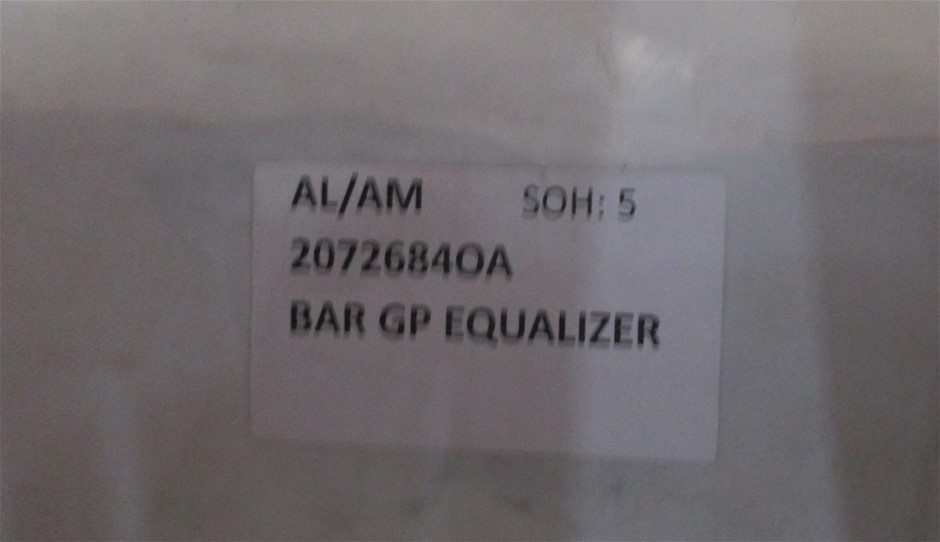 AL/AM SOH: 5
2072684OA
BAR GP EQUALIZER